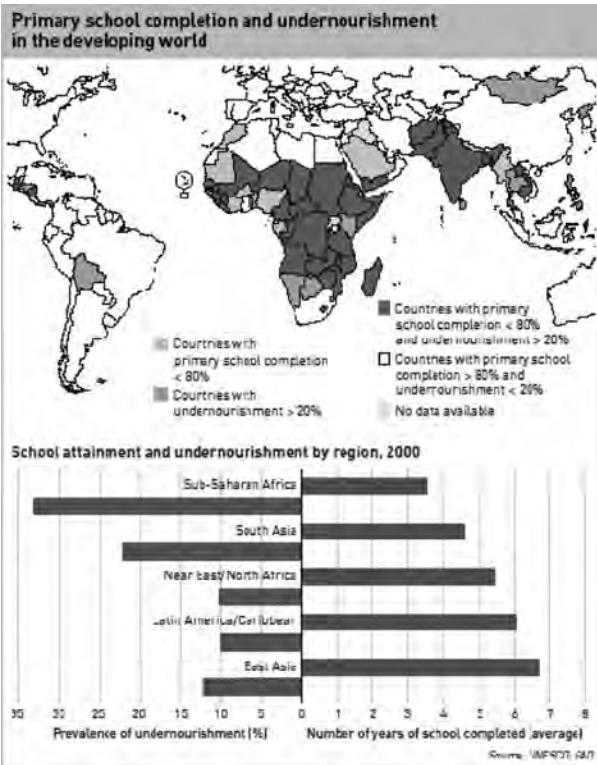 Primary school completion and undernourishment
in the developing world
Countries with primary
school completion < 80%
and undernourishment > 20%
Countries with
primary school completion
< 80%
Countries with primary school
completion > 80% and
undernourishment < 20%
Countries with
undernourishment > 20%
No data available
School attainment and undernourishment by region, 2000
Sub-Saharan Africa
South Asia
Near East/North Africa
Latin America/Caribbean
East Asia
35 30 25 20 15 10 5 0 1 2 3 4 5 6 7 8
Prevalence of undernourishment (%) Number of years of school completed (average)
Source: UNESCO, FAO